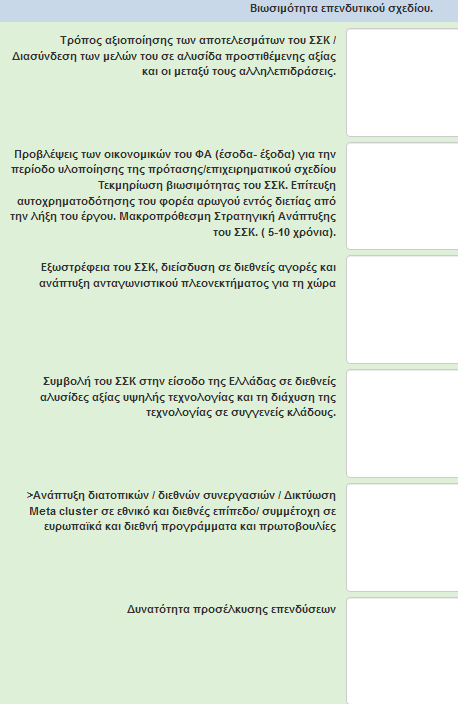 Βιωσιμότητα επενδυτικού σχεδίου.
Τρόπος αξιοποίησης των αποτελεσμάτων του ΣΣΚ /
Διασύνδεση των μελών του σε αλυσίδα προστιθέμενης αξίας
και οι μεταξύ τους αλληλεπιδράσεις.
Προβλέψεις των οικονομικών του ΦΑ (έσοδα- έξοδα) για την
περίοδο υλοποίησης της πρότασης/επιχειρηματικού σχεδίου
Τεκμηρίωση βιωσιμότητας του ΣΣΚ. Επίτευξη
αυτοχρηματοδότησης του φορέα αρωγού εντός διετίας από
την λήξη του έργου. Μακροπρόθεσμη Στρατηγική Ανάπτυξης
του ΣΣΚ. ( 5-10 χρόνια).
Εξωστρέφεια του ΣΣΚ, διείσδυση σε διεθνείς αγορές και
ανάπτυξη ανταγωνιστικού πλεονεκτήματος για τη χώρα
Συμβολή του ΣΣΚ στην είσοδο της Ελλάδας σε διεθνείς
αλυσίδες αξίας υψηλής τεχνολογίας και τη διάχυση της
τεχνολογίας σε συγγενείς κλάδους.
>Ανάπτυξη διατοπικών / διεθνών συνεργασιών / Δικτύωση
Meta cluster σε εθνικό και διεθνές επίπεδο/ συμμέτοχη σε
ευρωπαϊκά και διεθνή προγράμματα και πρωτοβουλίες
Δυνατότητα προσέλκυσης επενδύσεων